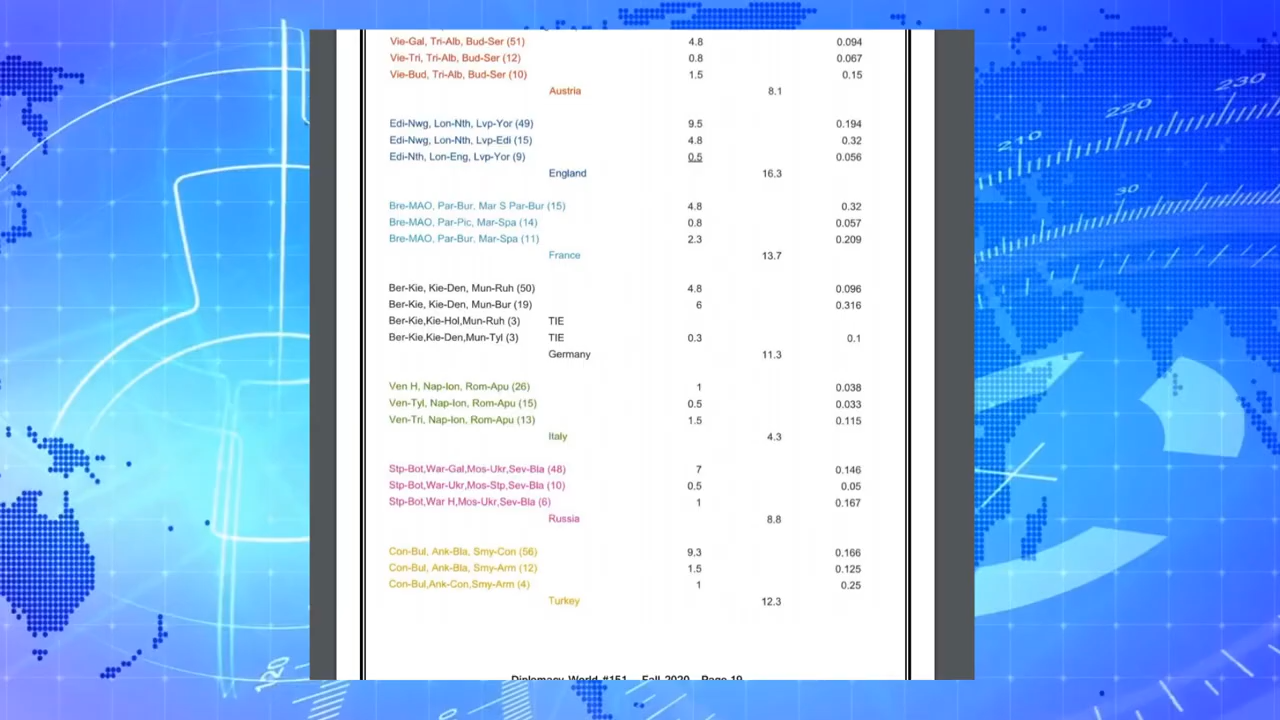 Vie-Gal, Tri-Alb, Bud-Ser (51) 4.8 0.094
Vie-Tri, Tri-Alb, Bud-Ser (12) 0.8 0.067
Vie-Bud, Tri-Alb, Bud-Ser (10) 1.5 0.15
Austria 8.1
Edi-Nwg, Lon-Nth, Lvp-Yor (49) 9.5 0.194
Edi-Nwg, Lon-Nth, Lvp-Edi (15) 4.8 0.32
Edi-Nth, Lon-Eng, Lvp-Yor (9) 0.5 0.056
England 16.3
Bre-MAO, Par-Bur. Mar S Par-Bur (15) 4.8 0.32
Bre-MAO, Par-Pic, Mar-Spa (14) 0.8 0.057
Bre-MAO, Par-Bur. Mar-Spa (11) 2.3 0.209
France 13.7
Ber-Kie, Kie-Den, Mun-Ruh (50) 4.8 0.096
Ber-Kie, Kie-Den, Mun-Bur (19) 6 0.316
Ber-Kie,Kie-Hol,Mun-Ruh (3) TIE
Ber-Kie,Kie-Den,Mun-Tyl (3) TIE 0.3 0.1
Germany 11.3
Ven H, Nap-Ion, Rom-Apu (26) 1 0.038
Ven-Tyl, Nap-Ion, Rom-Apu (15) 0.5 0.033
Ven-Tri, Nap-Ion, Rom-Apu (13) 1.5 0.115
Italy 4.3
Stp-Bot,War-Gal,Mos-Ukr,Sev-Bla (48) 7 0.146
Stp-Bot,War-Ukr,Mos-Stp,Sev-Bla (10) 0.5 0.05
Stp-Bot,War H,Mos-Ukr,Sev-Bla (6) 1 0.167
Russia 8.8
Con-Bul, Ank-Bla, Smy-Con (56) 9.3 0.166
Con-Bul, Ank-Bla, Smy-Arm (12) 1.5 0.125
Con-Bul,Ank-Con,Smy-Arm (4) 1 0.25
Turkey 12.3
Diplomacy World #151 Fall 2020 Page 19
210
220
230
30